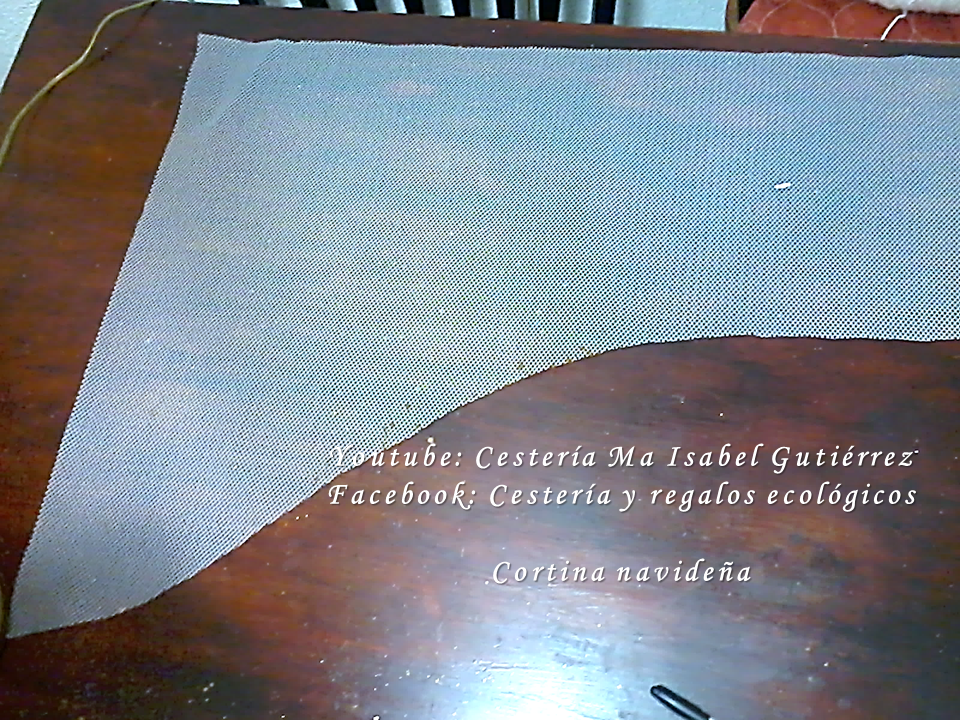 Youtube: Cestería Ma Isabel Gutiérrez
Facebook: Cestería y regalos ecológicos
Cortina navideña